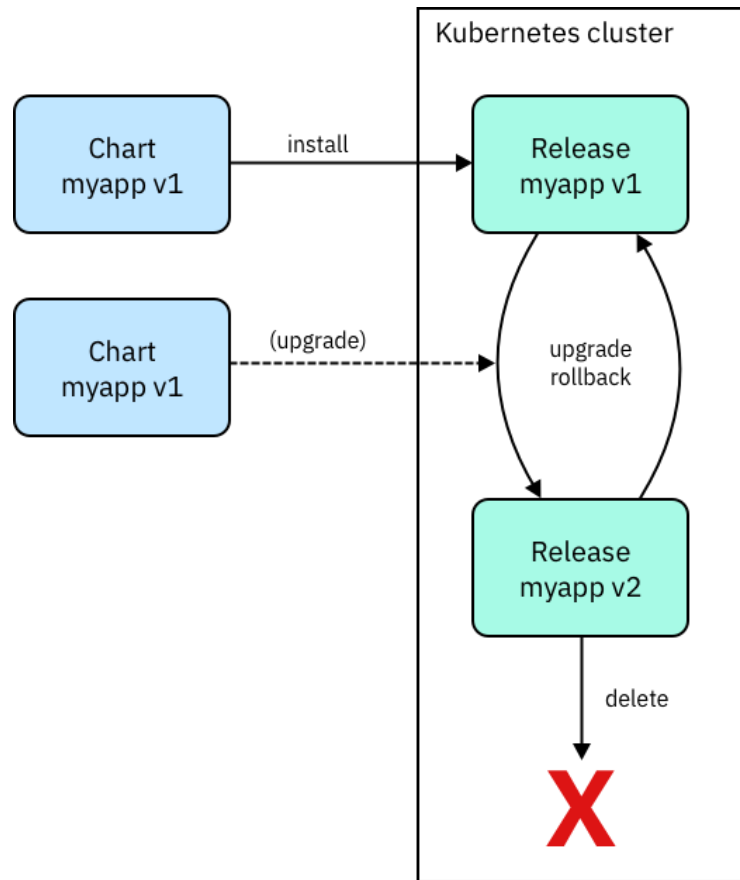 Kubernetes cluster
Chart
myapp v1
install
Release
myapp v1
Chart
myapp v1
(upgrade)
upgrade
rollback
Release
myapp v2
delete
X